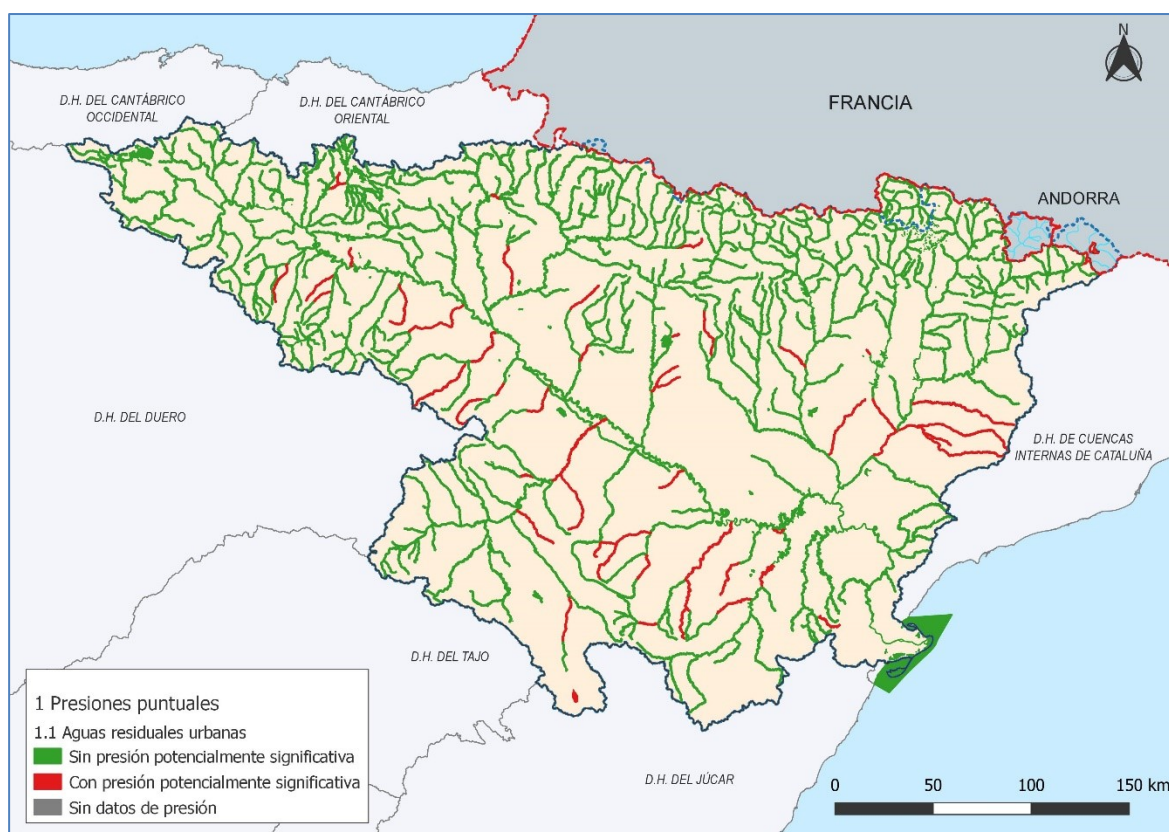 N
D.H. DEL CANTÁBRICO
OCCIDENTAL
D.H. DEL CANTÁBRICO
ORIENTAL
FRANCIA
ANDORRA
D.H. DEL DUERO
D.H. DE CUENCAS
INTERNAS DE CATALUÑA
D.H. DEL TAJO
D.H. DEL JÚCAR
1 Presiones puntuales
1.1 Aguas residuales urbanas
Sin presión potencialmente significativa
Con presión potencialmente significativa
Sin datos de presión
0 50 100 150 km